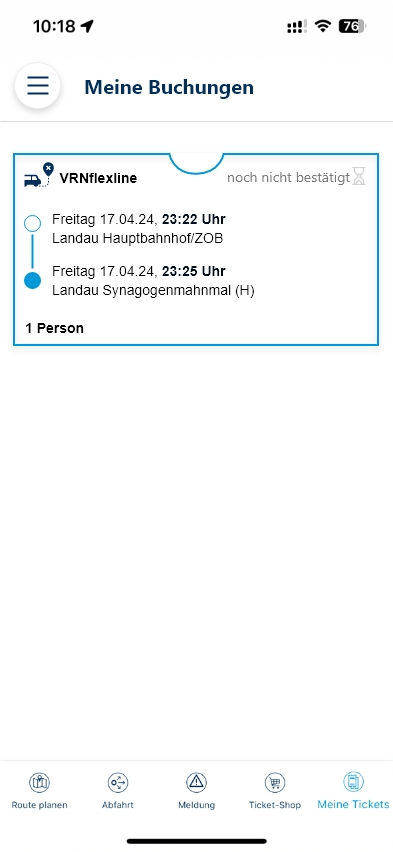 10:18
76
Meine Buchungen
VRNflexline
noch nicht bestätigt
Freitag 17.04.24, 23:22 Uhr
Landau Hauptbahnhof/ZOB
Freitag 17.04.24, 23:25 Uhr
Landau Synagogenmahnmal (H)
1 Person
Route planen
Abfahrt
Meldung
Ticket-Shop
Meine Tickets